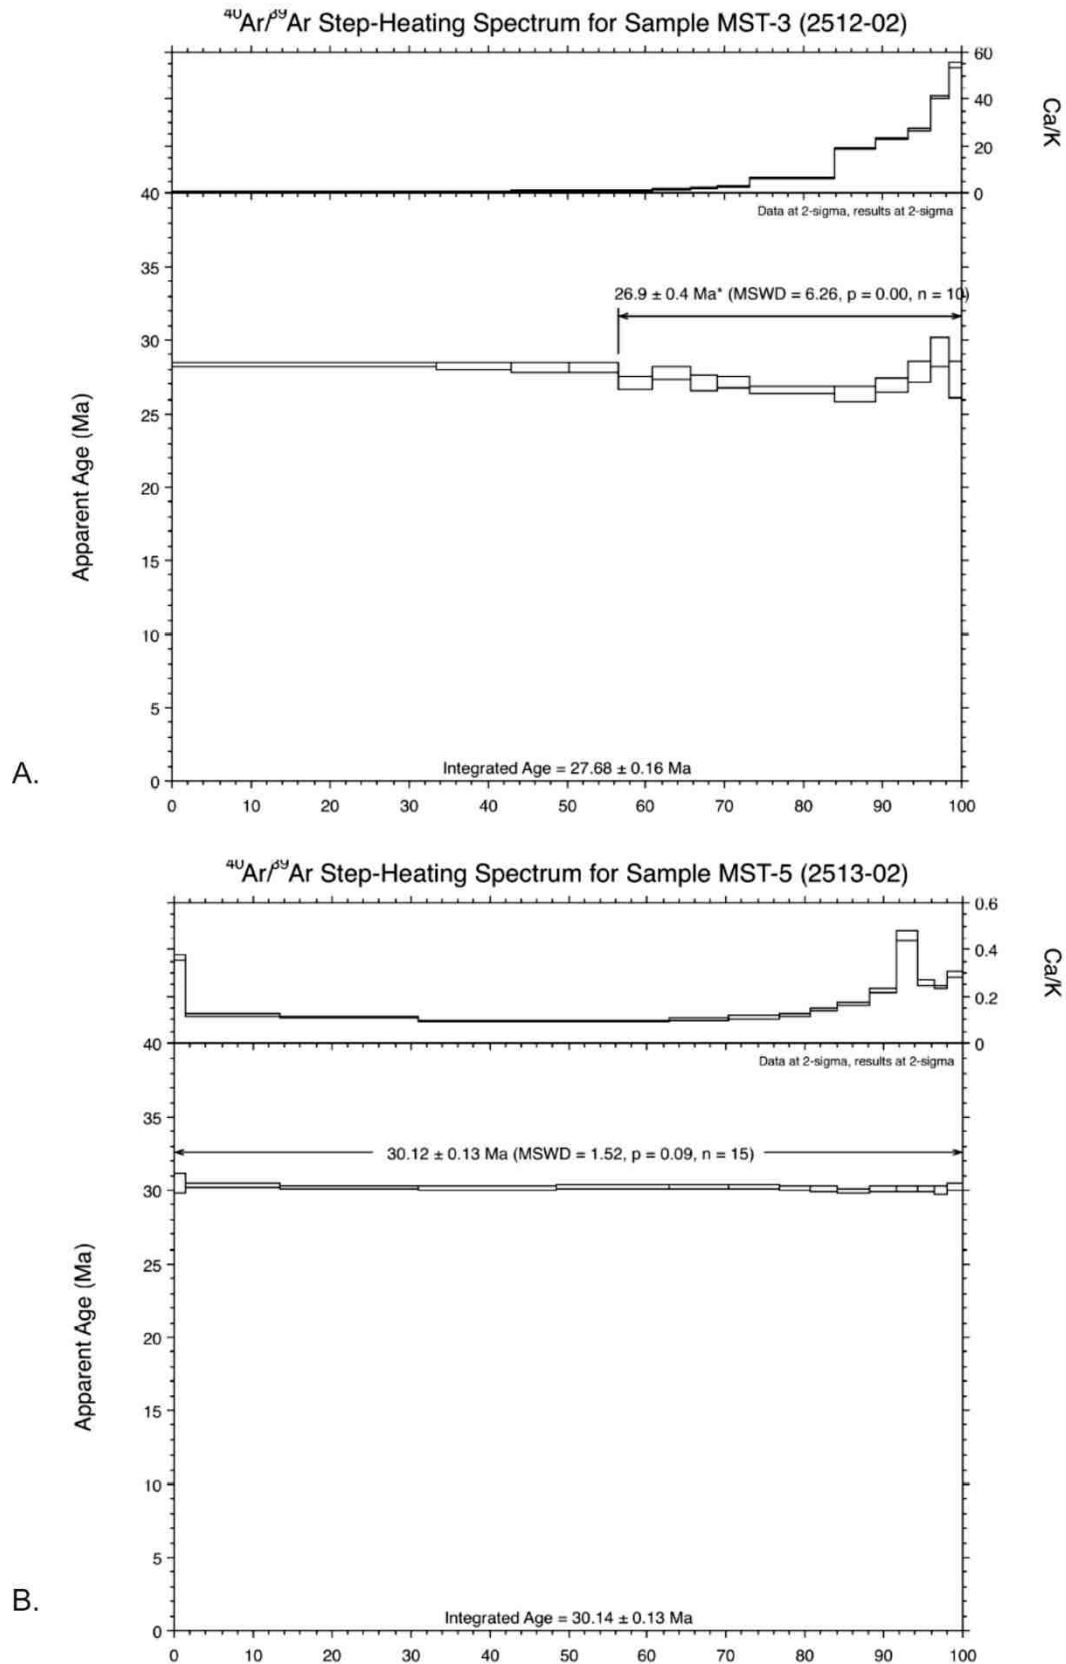 ⁴⁰Ar/³⁹Ar Step-Heating Spectrum for Sample MST-3 (2512-02)
60
40
20
0
Ca/K
Data at 2-sigma, results at 2-sigma
26.9 ± 0.4 Ma* (MSWD = 6.26, p = 0.00, n = 10)
40
35
30
25
20
15
10
5
0
Apparent Age (Ma)
Integrated Age = 27.68 ± 0.16 Ma
A.
0 10 20 30 40 50 60 70 80 90 100
⁴⁰Ar/³⁹Ar Step-Heating Spectrum for Sample MST-5 (2513-02)
0.6
0.4
0.2
0
Ca/K
Data at 2-sigma, results at 2-sigma
30.12 ± 0.13 Ma (MSWD = 1.52, p = 0.09, n = 15)
40
35
30
25
20
15
10
5
0
Apparent Age (Ma)
Integrated Age = 30.14 ± 0.13 Ma
B.
0 10 20 30 40 50 60 70 80 90 100